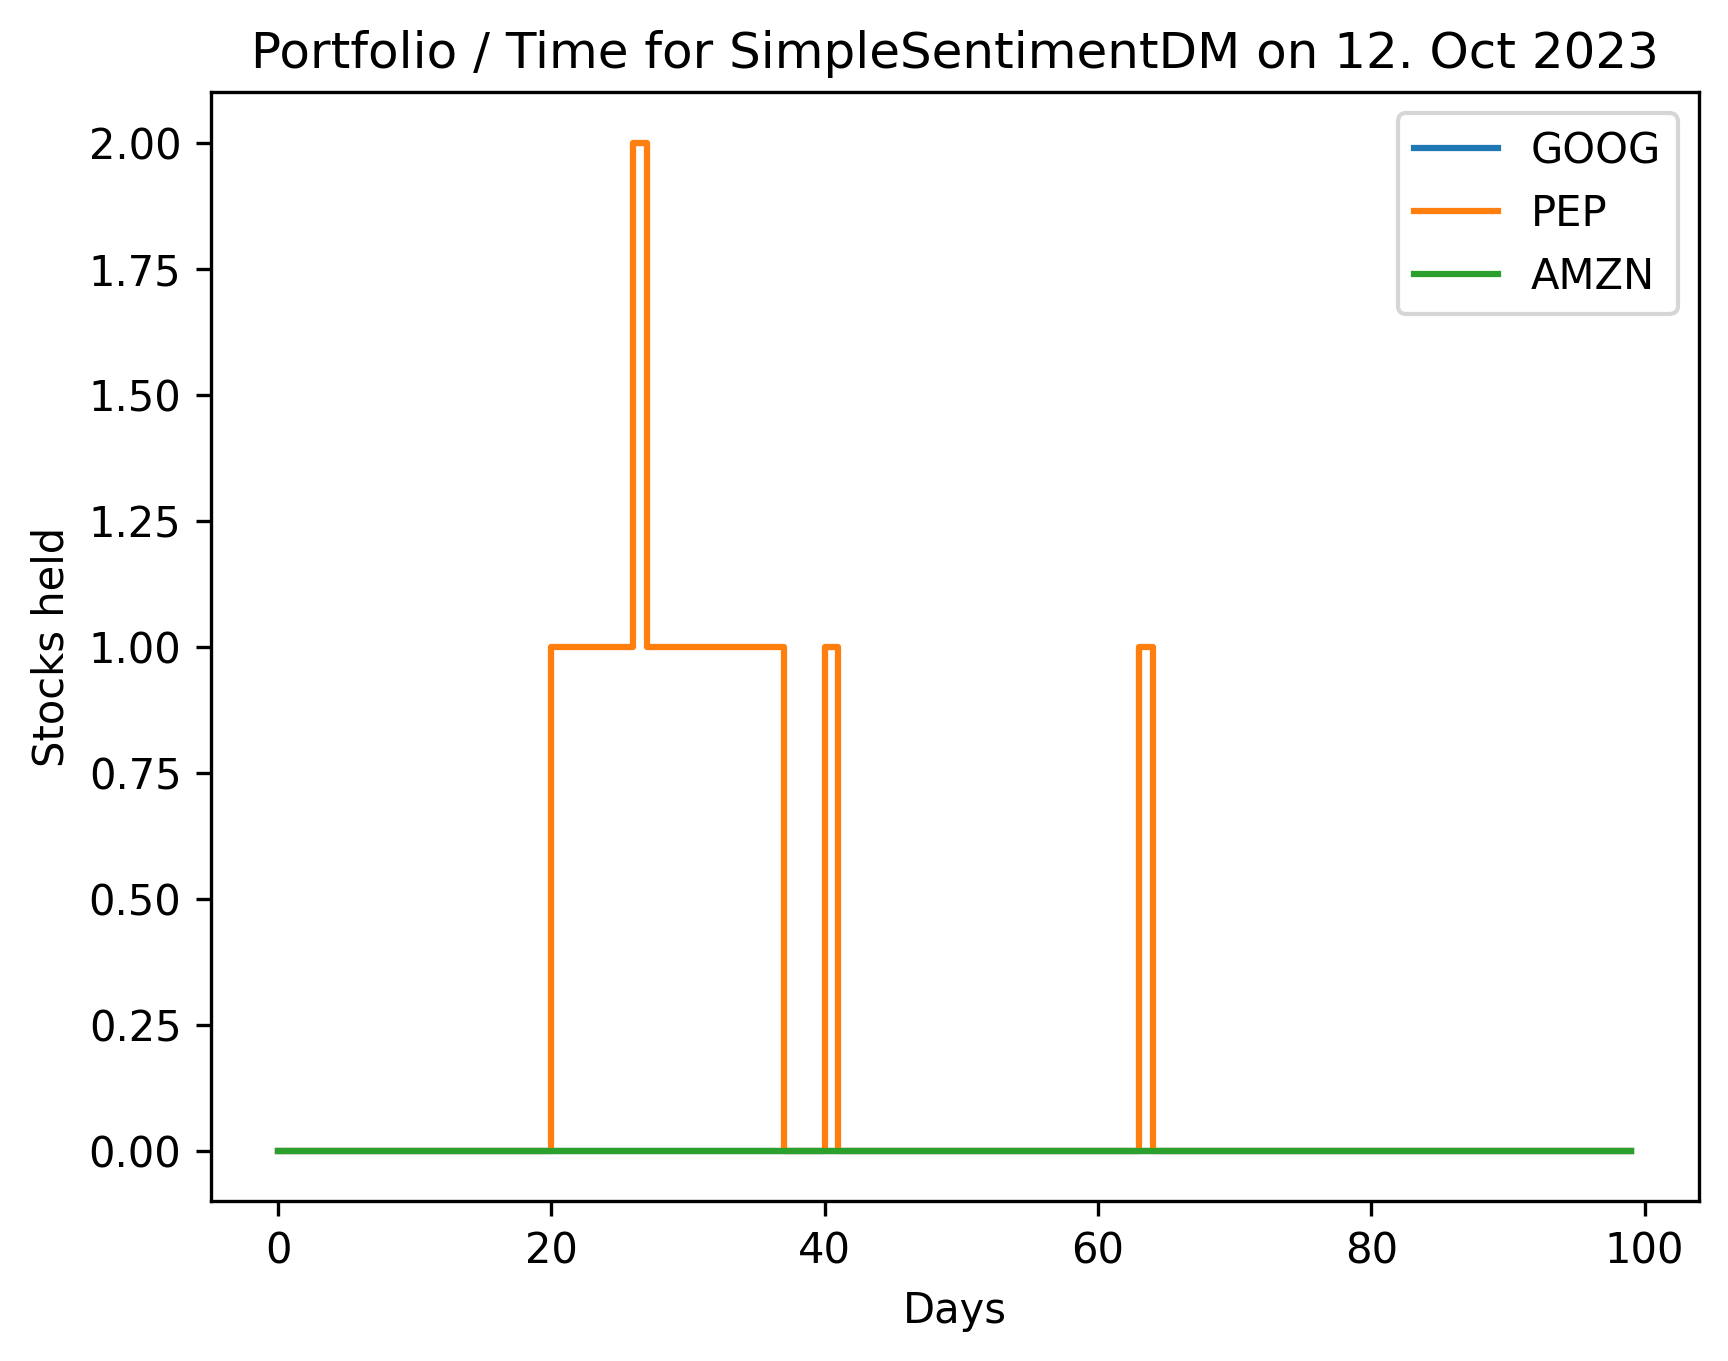 Portfolio / Time for SimpleSentimentDM on 12. Oct 2023
GOOG
PEP
AMZN
Stocks held
2.00
1.75
1.50
1.25
1.00
0.75
0.50
0.25
0.00
0 20 40 60 80 100
Days